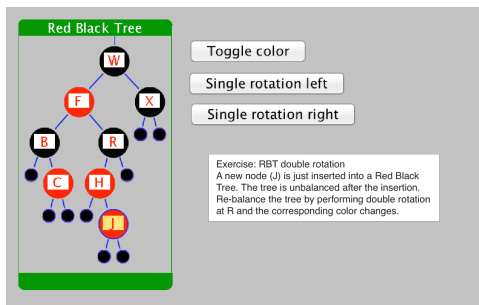 Red Black Tree
W
F
X
B
R
C
H
J
Toggle color
Single rotation left
Single rotation right
Exercise: RBT double rotation
A new node (J) is just inserted into a Red Black
Tree. The tree is unbalanced after the insertion.
Re-balance the tree by performing double rotation
at R and the corresponding color changes.